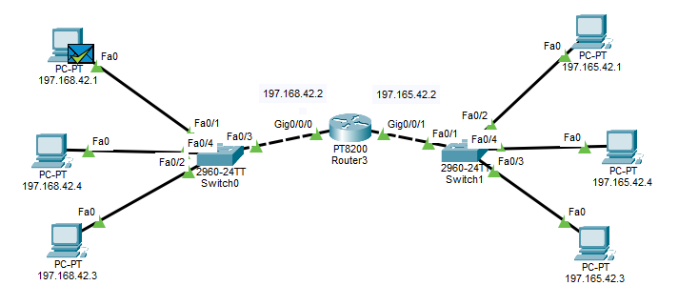 PC-PT
197.168.42.1
Fa0
Fa0/1
PC-PT
197.168.42.4
Fa0
Fa0/4
Fa0/2
PC-PT
197.168.42.3
Fa0
2960-24TT
Switch0
Fa0/3
197.168.42.2
Gig0/0/0
PT8200
Router3
197.165.42.2
Gig0/0/1
Fa0/1
2960-24TT
Switch1
Fa0/2
Fa0/4
Fa0/3
Fa0
PC-PT
197.165.42.1
Fa0
PC-PT
197.165.42.4
Fa0
PC-PT
197.165.42.3